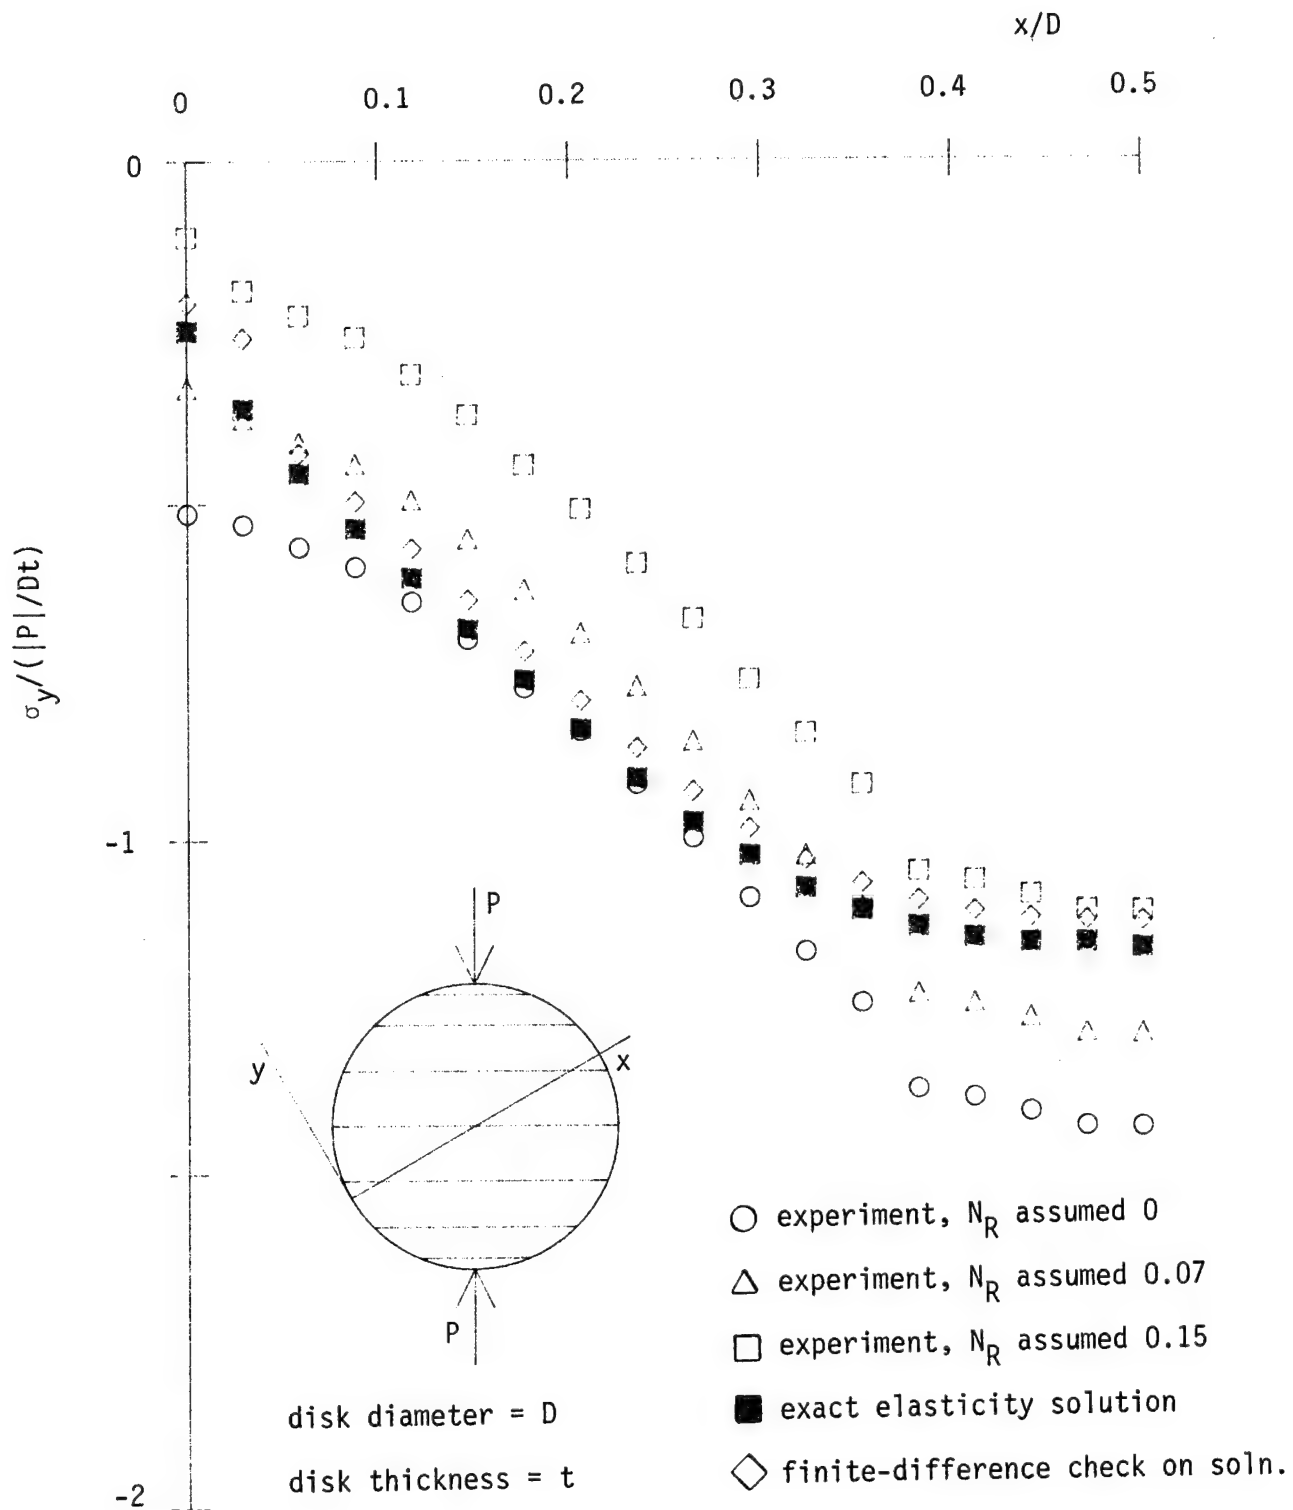 x/D
0 0.1 0.2 0.3 0.4 0.5
0
σy/(|P|/Dt)
-1
P
y
x
P
○ experiment, NR assumed 0
△ experiment, NR assumed 0.07
□ experiment, NR assumed 0.15
disk diameter = D
■ exact elasticity solution
disk thickness = t
◇ finite-difference check on soln.
-2